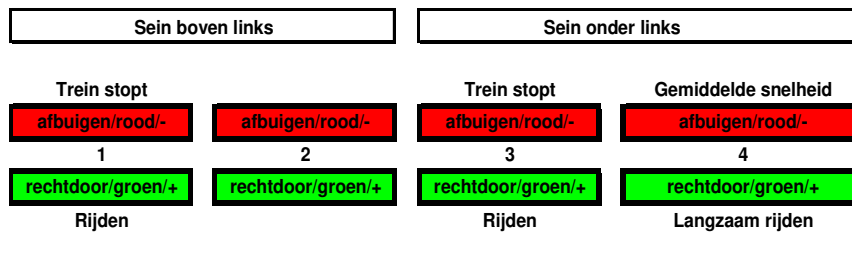 Sein boven links Sein onder links
Trein stopt Trein stopt Gemiddelde snelheid
afbuigen/rood/- afbuigen/rood/- afbuigen/rood/- afbuigen/rood/-
1 2 3 4
rechtdoor/groen/+ rechtdoor/groen/+ rechtdoor/groen/+ rechtdoor/groen/+
Rijden Rijden Langzaam rijden